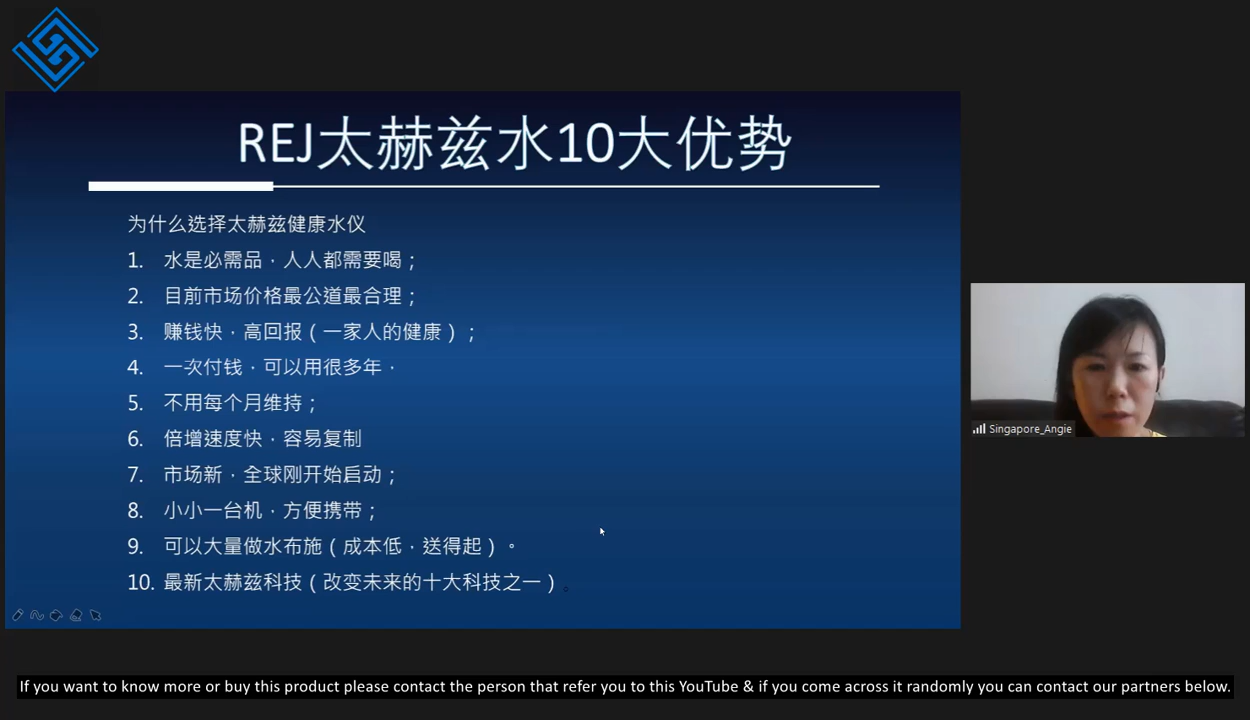 REJ太赫兹水10大优势
为什么选择太赫兹健康水仪
1. 水是必需品，人人都需要喝；
2. 目前市场价格最公道最合理；
3. 赚钱快，高回报（一家人的健康）；
4. 一次付钱，可以用很多年，
5. 不用每个月维持；
6. 倍增速度快，容易复制
7. 市场新，全球刚开始启动；
8. 小小一台机，方便携带；
9. 可以大量做水布施（成本低，送得起）。
10. 最新太赫兹科技（改变未来的十大科技之一）。
Singapore_Angie
If you want to know more or buy this product please contact the person that refer you to this YouTube & if you come across it randomly you can contact our partners below.